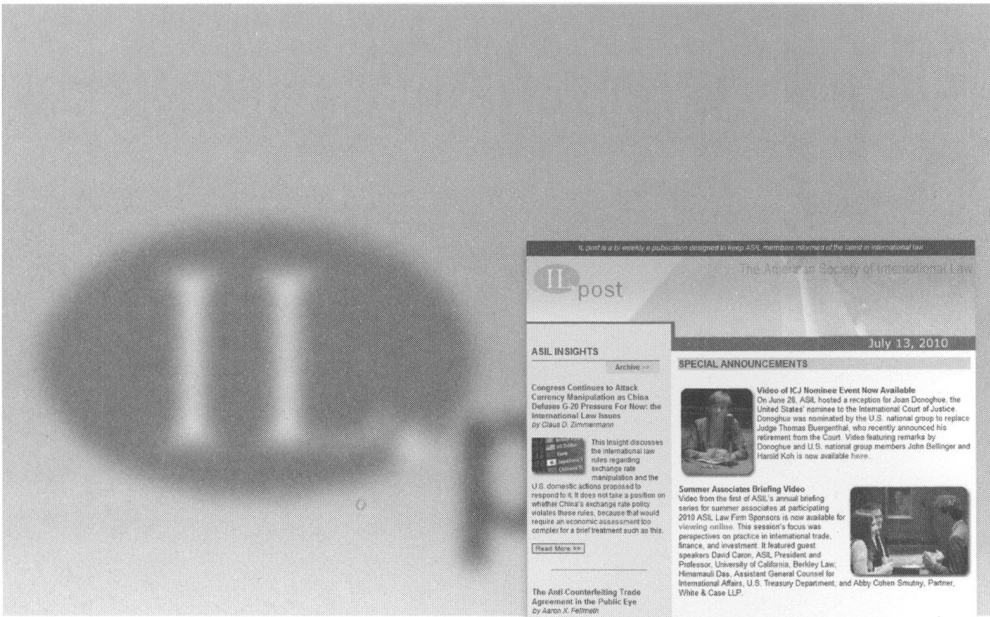 IL post is a bi-weekly a publication designed to keep ASIL members informed of the latest in international law
The American Society of International Law
IL
post
July 13, 2010
ASIL INSIGHTS
Archive >>
Congress Continues to Attack
Currency Manipulation as China
Defuses G-20 Pressure For Now: the
International Law Issues
by Claus D. Zimmermann
This Insight discusses
the international law
rules regarding
exchange rate
manipulation and the
U.S. domestic actions proposed to
respond to it. It does not take a position on
whether China's exchange rate policy
violates these rules, because that would
require an economic assessment too
complex for a brief treatment such as this.
Read More >>
The Anti-Counterfeiting Trade
Agreement in the Public Eye
by Aaron X. Fellmeth
SPECIAL ANNOUNCEMENTS
Video of ICJ Nominee Event Now Available
On June 28, ASIL hosted a reception for Joan Donoghue, the
United States' nominee to the International Court of Justice.
Donoghue was nominated by the U.S. national group to replace
Judge Thomas Buergenthal, who recently announced his
retirement from the Court. Video featuring remarks by
Donoghue and U.S. national group members John Bellinger and
Harold Koh is now available here.
Summer Associates Briefing Video
Video from the first of ASIL's annual briefing
series for summer associates at participating
2010 ASIL Law Firm Sponsors is now available for
viewing online. This session's focus was
perspectives on practice in international trade,
finance, and investment. It featured guest
speakers David Caron, ASIL President and
Professor, University of California, Berkley Law;
Himamauli Das, Assistant General Counsel for
International Affairs, U.S. Treasury Department; and Abby Cohen Smutny, Partner,
White & Case LLP.